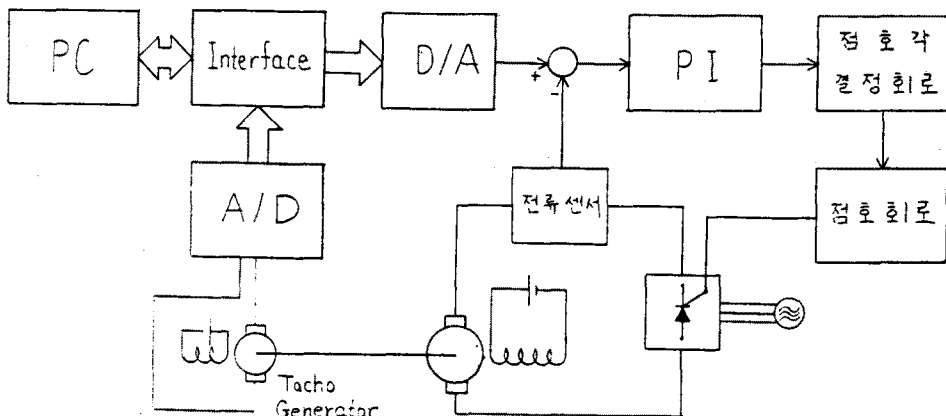 PC
Interface
D/A
+
-
PI
점호각
결정회로
A/D
전류센서
점호회로
Tacho
Generator